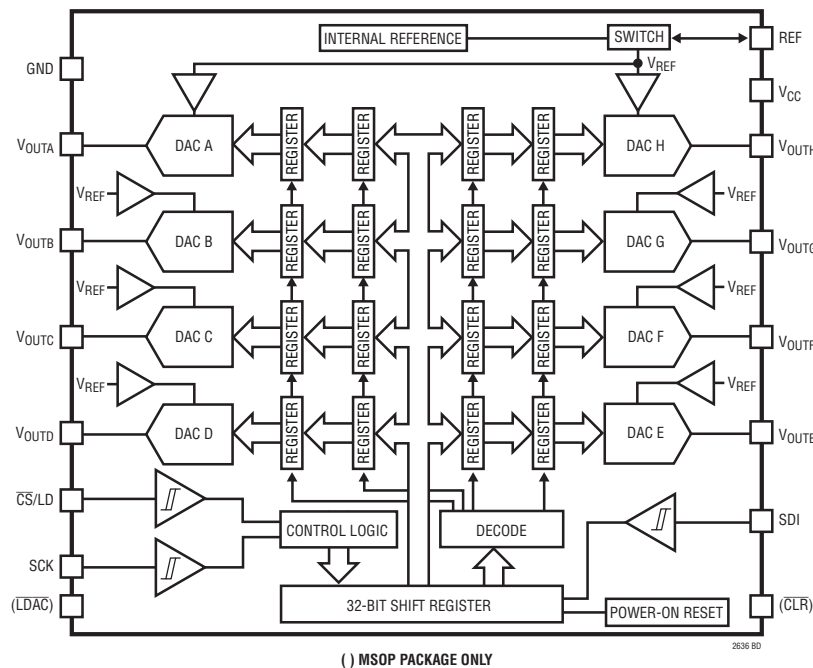 INTERNAL REFERENCE
SWITCH
REF
GND
VREF
VCC
VOUTA
DAC A
REGISTER
REGISTER
REGISTER
REGISTER
DAC H
VOUTH
VREF
VREF
VOUTB
DAC B
REGISTER
REGISTER
REGISTER
REGISTER
DAC G
VOUTG
VREF
VREF
VOUTC
DAC C
REGISTER
REGISTER
REGISTER
REGISTER
DAC F
VOUTF
VREF
VREF
VOUTD
DAC D
REGISTER
REGISTER
REGISTER
REGISTER
DAC E
VOUTE
CS/LD
CONTROL LOGIC
DECODE
SDI
SCK
(LDAC)
32-BIT SHIFT REGISTER
POWER-ON RESET
(CLR)
2636 BD
( ) MSOP PACKAGE ONLY